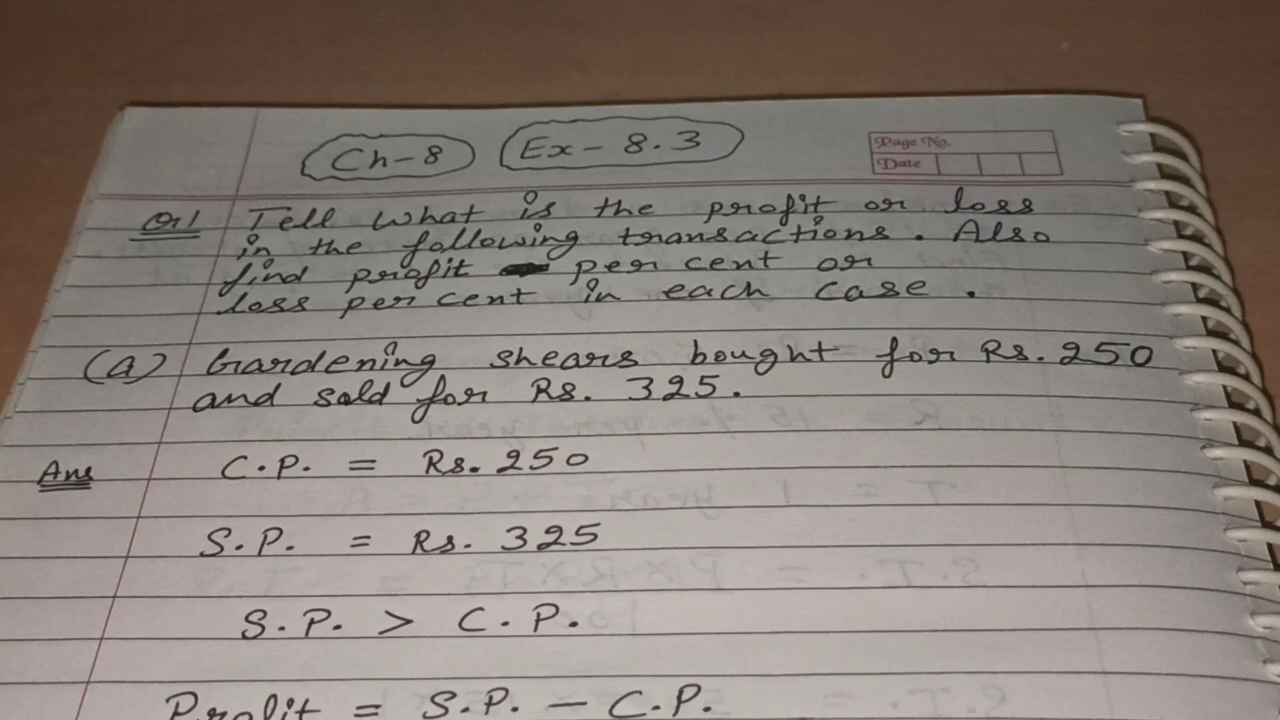 Ch-8 Ex - 8.3
Page No.
Date
Q1 Tell what is the profit or loss
in the following transactions. Also
find profit per cent or
loss per cent in each case.
(a) Gardening shears bought for Rs. 250
and sold for Rs. 325.
Ans C.P. = Rs. 250
S.P. = Rs. 325
S.P. > C.P.
Profit = S.P. - C.P.